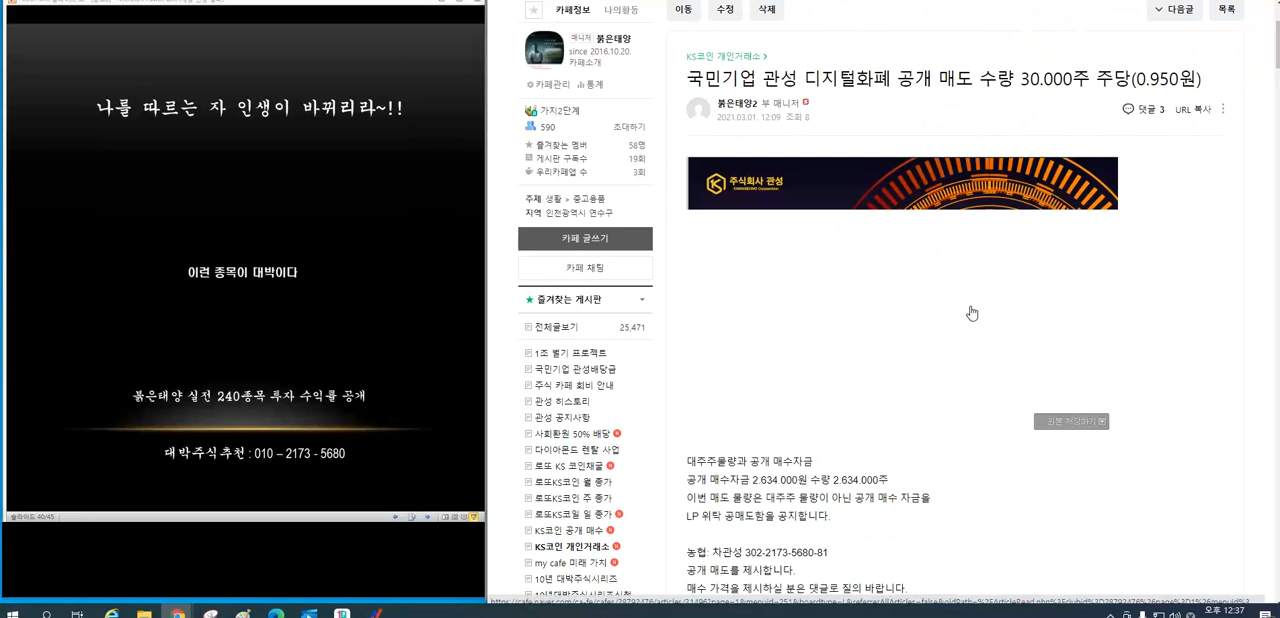 나를 따르는 자 인생이 바뀌리라~!!
이런 종목이 대박이다
붉은태양 실전 240종목 투자 수익률 공개
대박주식추천 : 010 – 2173 - 5680
슬라이드 40/45
카페정보 나의활동
매니저 붉은태양
since 2016.10.20.
카페소개
카페관리 통계
가지2단계
590 초대하기
즐겨찾는 멤버 58명
게시판 구독수 19회
우리카페앱 수 3회
주제 생활 > 중고용품
지역 인천광역시 연수구
카페 글쓰기
카페 채팅
즐겨찾는 게시판
전체글보기 25,471
1조 벌기 프로젝트
국민기업 관성배당금
주식 카페 회비 안내
관성 히스토리
관성 공지사항
사회환원 50% 배당
다이아몬드 렌탈 사업
로또 KS 코인채굴
로또KS코인 월 종가
로또KS코인 주 종가
로또KS코일 일 종가
KS코인 공개 매수
KS코인 개인거래소
my cafe 미래 가치
10년 대박주식시리즈
이동 수정 삭제 다음글 목록
KS코인 개인거래소 >
국민기업 관성 디지털화폐 공개 매도 수량 30.000주 주당(0.950원)
붉은태양2 부 매니저
2021.03.01. 12:09 조회 8
댓글 3 URL 복사
주식회사 관성
KWANSEONG Corporation
원본 저장하기
대주주물량과 공개 매수자금
공개 매수자금 2.634.000원 수량 2.634.000주
이번 매도 물량은 대주주 물량이 아닌 공개 매수 자금을
LP 위탁 공매도함을 공지합니다.
농협: 차관성 302-2173-5680-81
공개 매도를 제시합니다.
매수 가격을 제시하실 분은 댓글로 질의 바랍니다.
오후 12:37